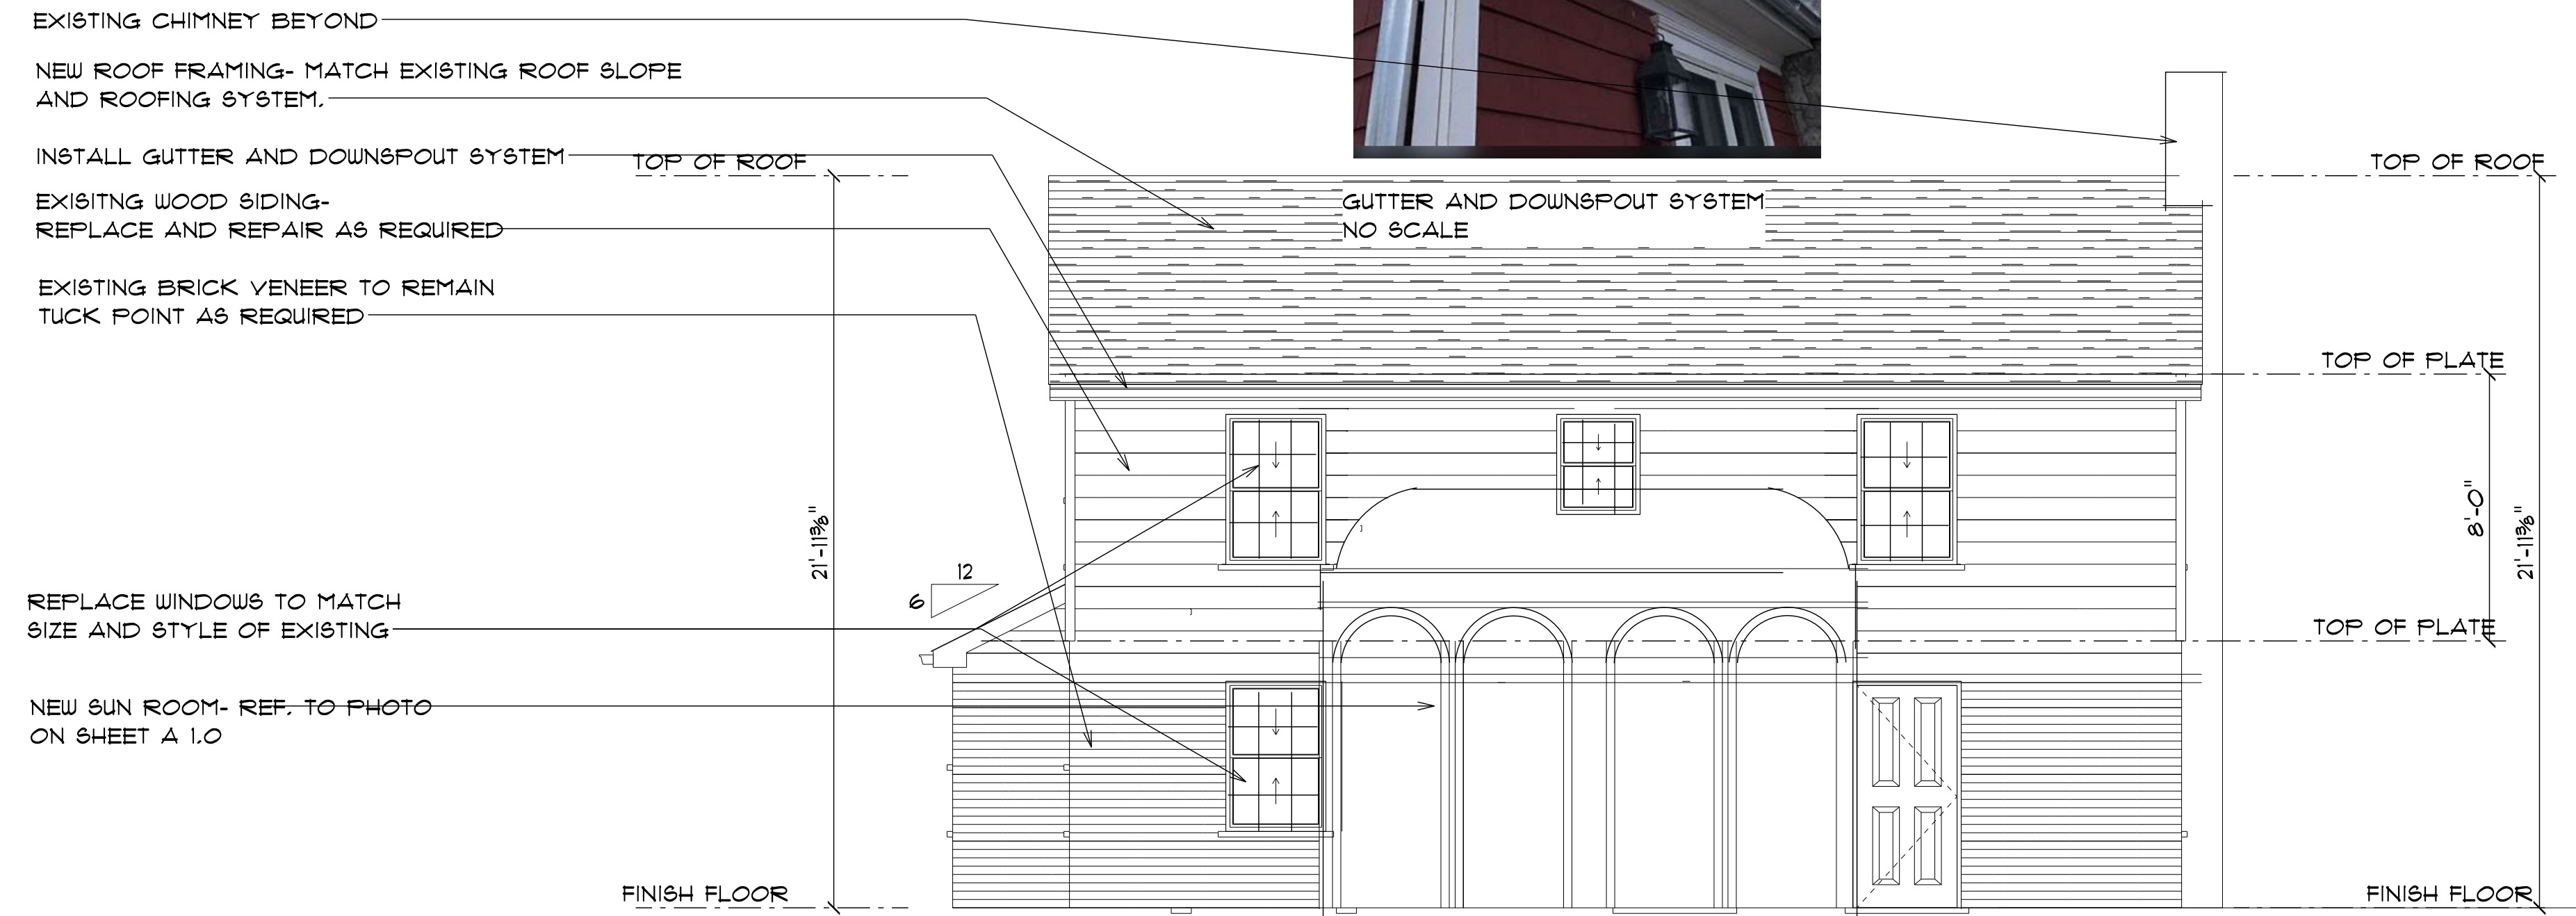 EXISTING CHIMNEY BEYOND
NEW ROOF FRAMING- MATCH EXISTING ROOF SLOPE
AND ROOFING SYSTEM.
INSTALL GUTTER AND DOWNSPOUT SYSTEM
EXISITNG WOOD SIDING-
REPLACE AND REPAIR AS REQUIRED
EXISTING BRICK VENEER TO REMAIN
TUCK POINT AS REQUIRED
REPLACE WINDOWS TO MATCH
SIZE AND STYLE OF EXISTING
NEW SUN ROOM- REF. TO PHOTO
ON SHEET A 1.0
TOP OF ROOF
21'-11⅜"
FINISH FLOOR
12
6
GUTTER AND DOWNSPOUT SYSTEM
NO SCALE
TOP OF ROOF
TOP OF PLATE
8'-0"
21'-11⅜"
TOP OF PLATE
FINISH FLOOR